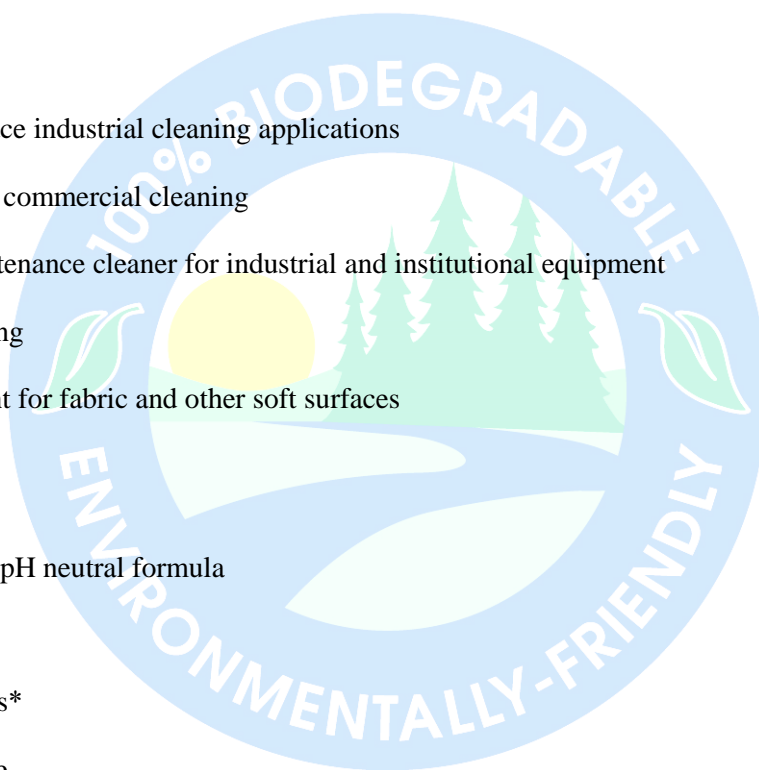 100% BIODEGRADABLE
ce industrial cleaning applications
commercial cleaning
tenance cleaner for industrial and institutional equipment
ng
t for fabric and other soft surfaces
pH neutral formula
s*
ENVIRONMENTALLY-FRIENDLY